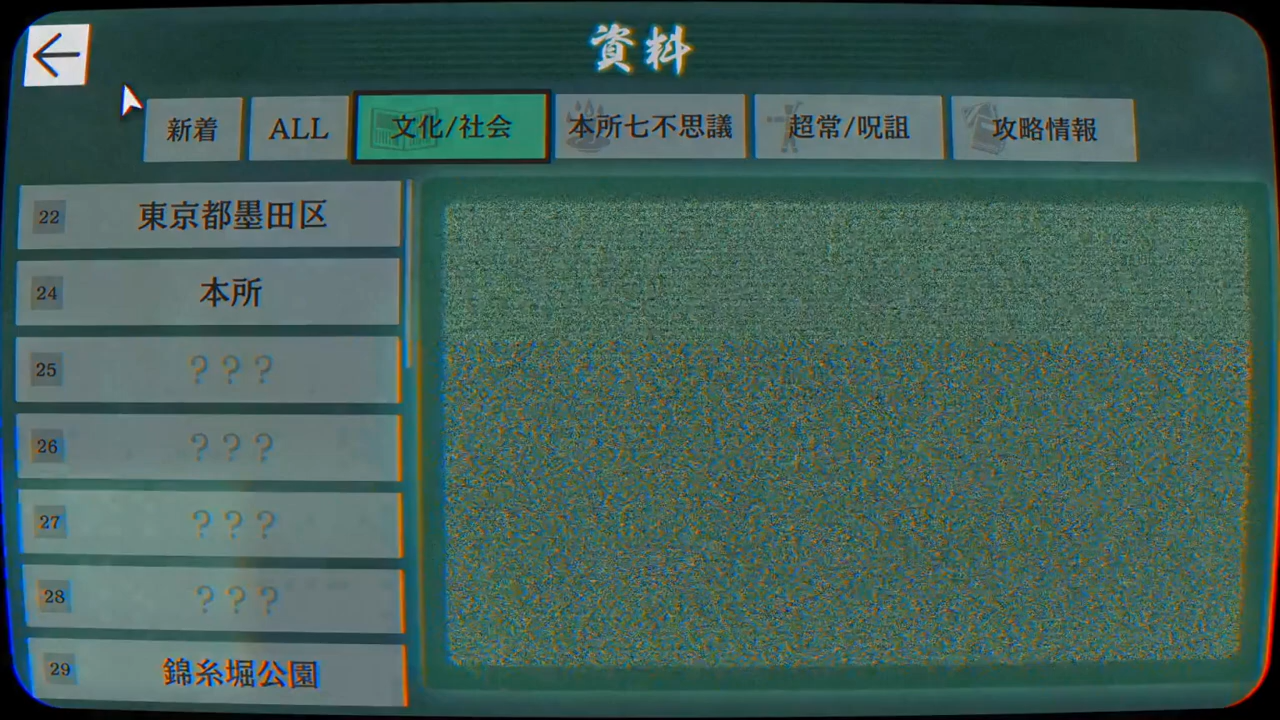 資料
新着
ALL
文化/社会
本所七不思議
超常/呪詛
攻略情報
22 東京都墨田区
24 本所
25 ？？？
26 ？？？
27 ？？？
28 ？？？
29 錦糸堀公園